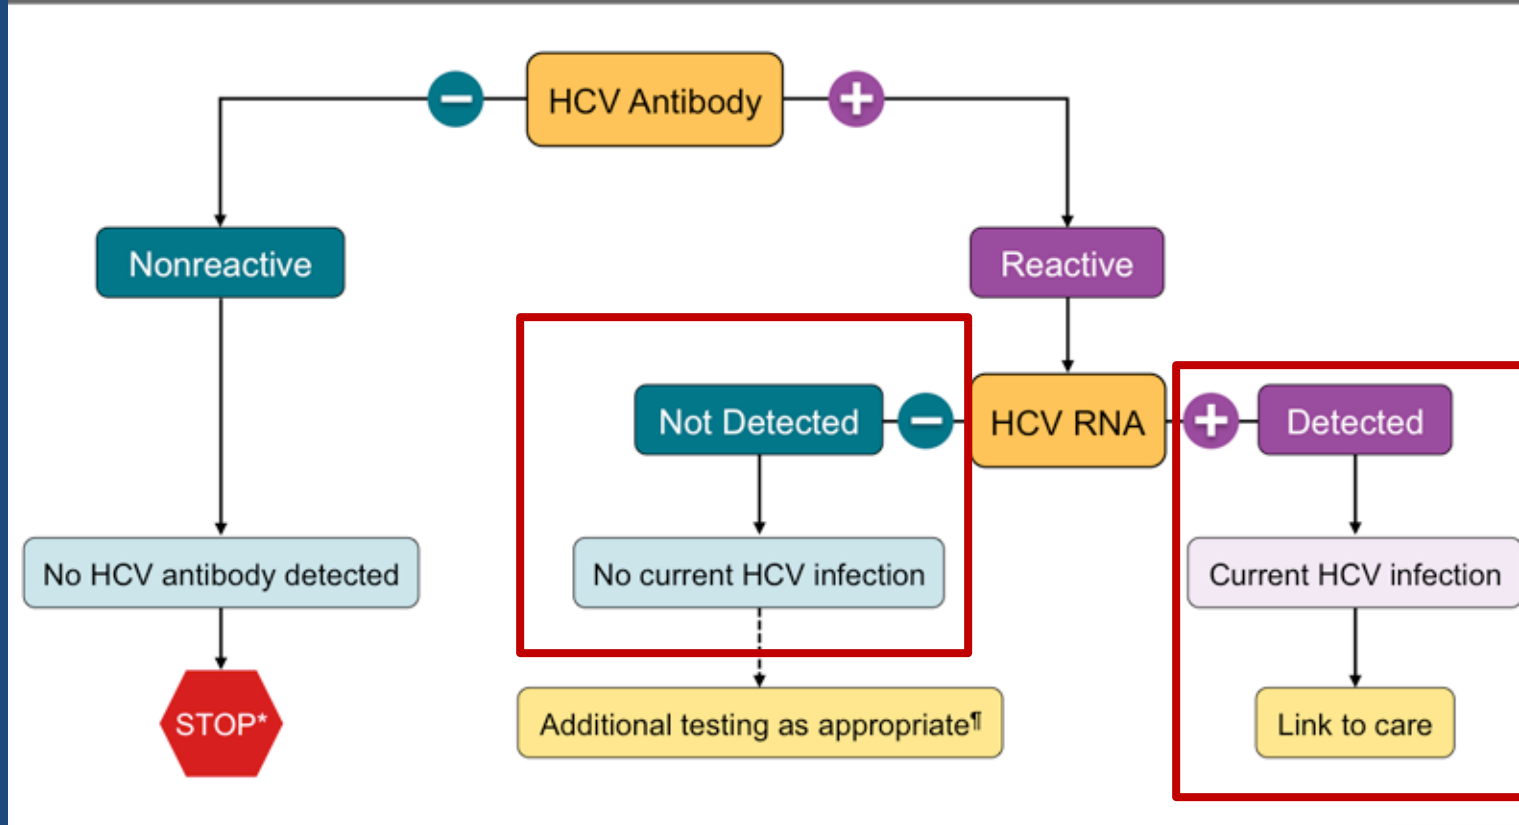 HCV Antibody
Nonreactive
Reactive
Not Detected
HCV RNA
Detected
No HCV antibody detected
No current HCV infection
Current HCV infection
STOP*
Additional testing as appropriate¶
Link to care